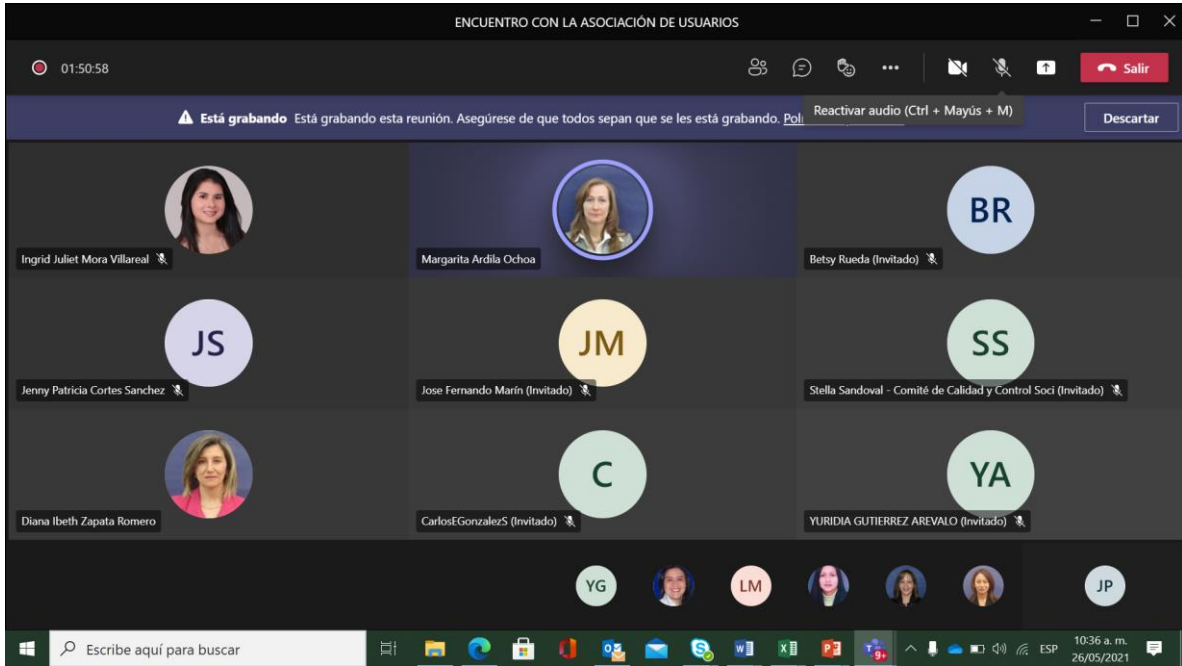 ENCUENTRO CON LA ASOCIACIÓN DE USUARIOS
01:50:58
Salir
Está grabando Está grabando esta reunión. Asegúrese de que todos sepan que se les está grabando.
Reactivar audio (Ctrl + Mayús + M)
Descartar
BR
Ingrid Juliet Mora Villareal
Margarita Ardila Ochoa
Betsy Rueda (Invitado)
JS
JM
SS
Jenny Patricia Cortes Sanchez
Jose Fernando Marín (Invitado)
Stella Sandoval - Comité de Calidad y Control Soci (Invitado)
C
YA
Diana Ibeth Zapata Romero
CarlosEGonzalezS (Invitado)
YURIDIA GUTIERREZ AREVALO (Invitado)
YG
LM
JP
Escribe aquí para buscar
9+
ESP
10:36 a. m.
26/05/2021